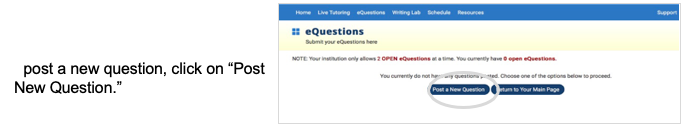 post a new question, click on “Post
New Question.”
Home Live Tutoring eQuestions Writing Lab Schedule Resources Support
eQuestions
Submit your eQuestions here
NOTE: Your institution only allows 2 OPEN eQuestions at a time. You currently have 0 open eQuestions.
You currently do not have any questions posted. Choose one of the options below to proceed.
Post a New Question Return to Your Main Page